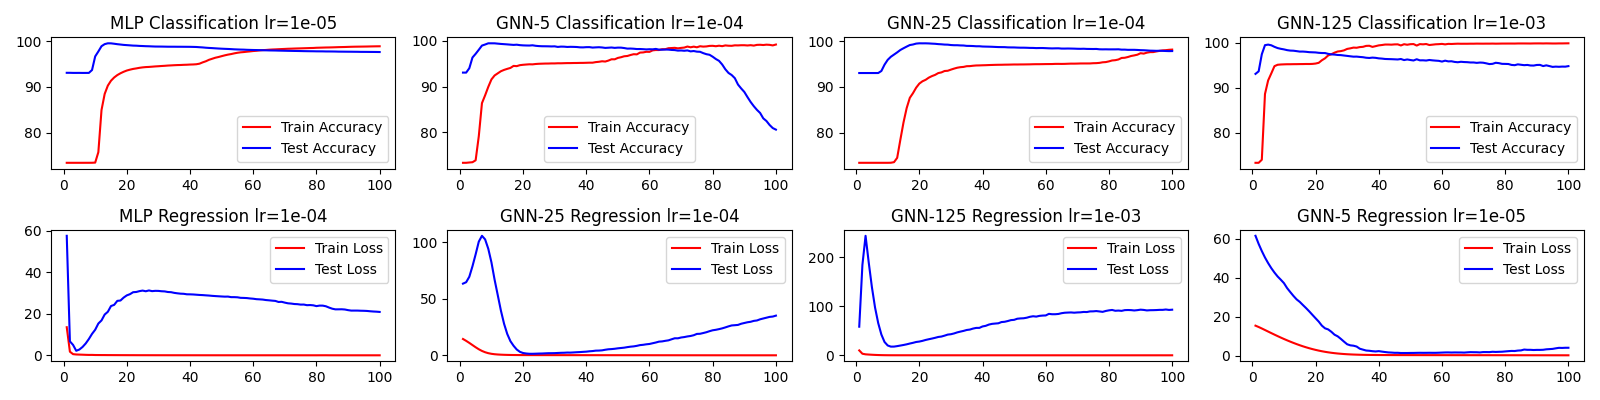 MLP Classification lr=1e-05
100
90
80
0 20 40 60 80 100
Train Accuracy
Test Accuracy
GNN-5 Classification lr=1e-04
100
90
80
0 20 40 60 80 100
Train Accuracy
Test Accuracy
GNN-25 Classification lr=1e-04
100
90
80
0 20 40 60 80 100
Train Accuracy
Test Accuracy
GNN-125 Classification lr=1e-03
100
90
80
0 20 40 60 80 100
Train Accuracy
Test Accuracy
MLP Regression lr=1e-04
60
40
20
0
0 20 40 60 80 100
Train Loss
Test Loss
GNN-25 Regression lr=1e-04
100
50
0
0 20 40 60 80 100
Train Loss
Test Loss
GNN-125 Regression lr=1e-03
200
100
0
0 20 40 60 80 100
Train Loss
Test Loss
GNN-5 Regression lr=1e-05
60
40
20
0
0 20 40 60 80 100
Train Loss
Test Loss